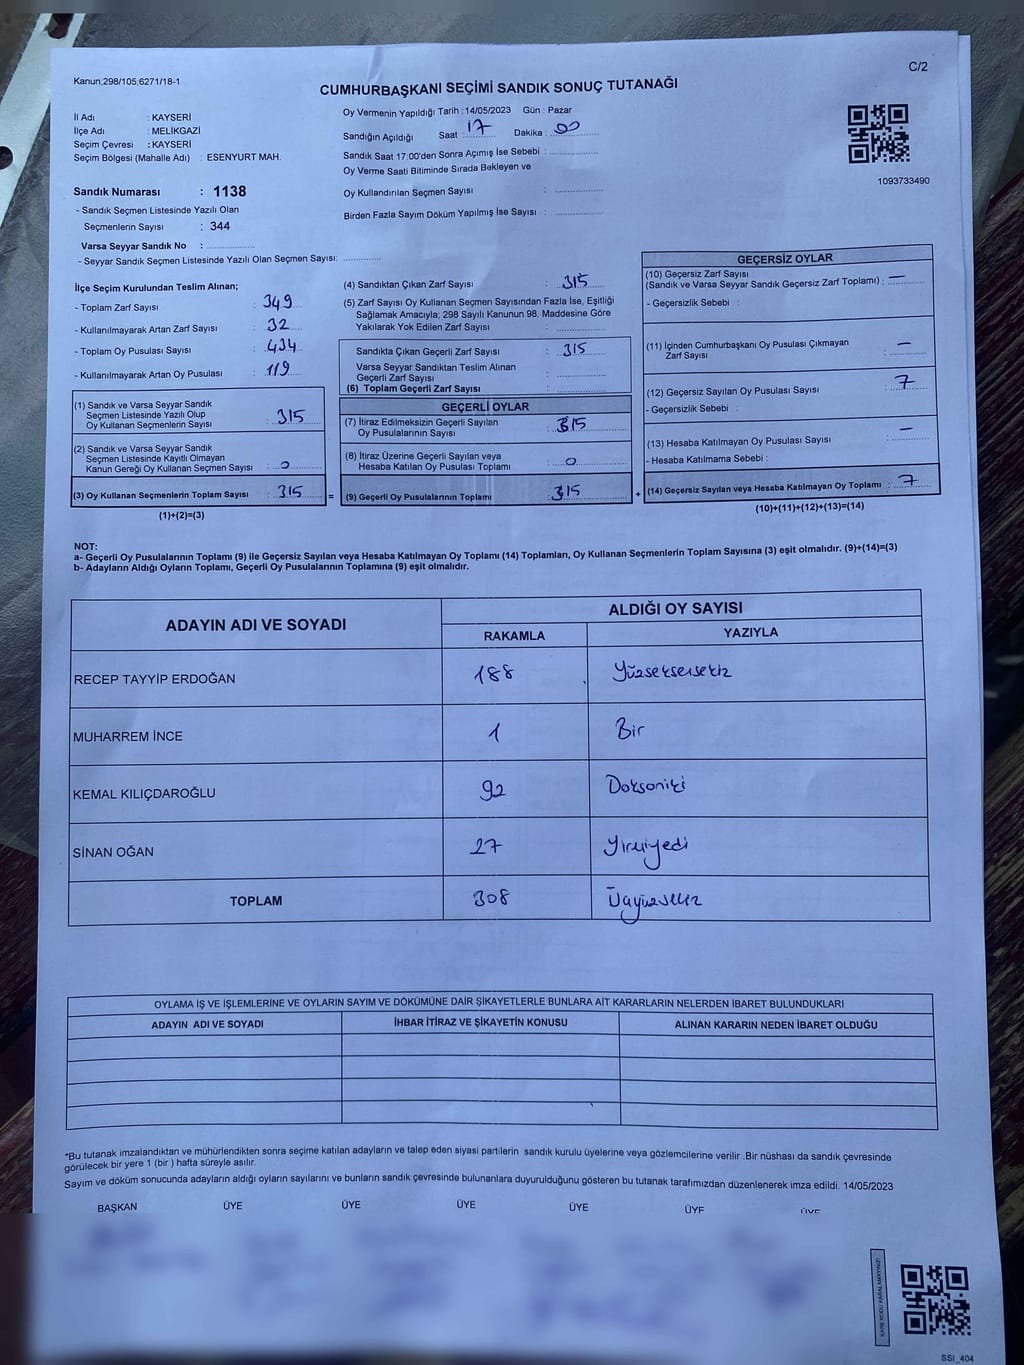 Kanun;298/105;6271/18-1
C/2
CUMHURBAŞKANI SEÇİMİ SANDIK SONUÇ TUTANAĞI
İl Adı : KAYSERİ
İlçe Adı : MELİKGAZİ
Seçim Çevresi : KAYSERİ
Seçim Bölgesi (Mahalle Adı) : ESENYURT MAH.
Sandık Numarası : 1138
- Sandık Seçmen Listesinde Yazılı Olan
Seçmenlerin Sayısı : 344
Varsa Seyyar Sandık No :
- Seyyar Sandık Seçmen Listesinde Yazılı Olan Seçmen Sayısı:
Oy Vermenin Yapıldığı Tarih : 14/05/2023 Gün : Pazar
Sandığın Açıldığı Saat : 17 Dakika : 00
Sandık Saat 17:00'den Sonra Açımış İse Sebebi :
Oy Verme Saati Bitiminde Sırada Bekleyen ve
Oy Kullandırılan Seçmen Sayısı :
Birden Fazla Sayım Döküm Yapılmış İse Sayısı :
1093733490
İlçe Seçim Kurulundan Teslim Alınan;
- Toplam Zarf Sayısı : 349
- Kullanılmayarak Artan Zarf Sayısı : 32
- Toplam Oy Pusulası Sayısı : 434
- Kullanılmayarak Artan Oy Pusulası : 119
(1) Sandık ve Varsa Seyyar Sandık
Seçmen Listesinde Yazılı Olup
Oy Kullanan Seçmenlerin Sayısı : 315
(2) Sandık ve Varsa Seyyar Sandık
Seçmen Listesinde Kayıtlı Olmayan
Kanun Gereği Oy Kullanan Seçmen Sayısı : 0
(3) Oy Kullanan Seçmenlerin Toplam Sayısı : 315
(1)+(2)=(3)
(4) Sandıktan Çıkan Zarf Sayısı : 315
(5) Zarf Sayısı Oy Kullanan Seçmen Sayısından Fazla İse, Eşitliği
Sağlamak Amacıyla; 298 Sayılı Kanunun 98. Maddesine Göre
Yakılarak Yok Edilen Zarf Sayısı :
Sandıkta Çıkan Geçerli Zarf Sayısı : 315
Varsa Seyyar Sandıktan Teslim Alınan
Geçerli Zarf Sayısı :
(6) Toplam Geçerli Zarf Sayısı :
GEÇERLİ OYLAR
(7) İtiraz Edilmeksizin Geçerli Sayılan
Oy Pusulalarının Sayısı : 315
(8) İtiraz Üzerine Geçerli Sayılan veya
Hesaba Katılan Oy Pusulası Toplamı : 0
= (9) Geçerli Oy Pusulalarının Toplamı : 315
GEÇERSİZ OYLAR
(10) Geçersiz Zarf Sayısı
(Sandık ve Varsa Seyyar Sandık Geçersiz Zarf Toplamı) : —
- Geçersizlik Sebebi :
(11) İçinden Cumhurbaşkanı Oy Pusulası Çıkmayan
Zarf Sayısı : —
(12) Geçersiz Sayılan Oy Pusulası Sayısı : 7
- Geçersizlik Sebebi :
(13) Hesaba Katılmayan Oy Pusulası Sayısı : —
- Hesaba Katılmama Sebebi :
+ (14) Geçersiz Sayılan veya Hesaba Katılmayan Oy Toplamı : 7
(10)+(11)+(12)+(13)=(14)
NOT:
a- Geçerli Oy Pusulalarının Toplamı (9) ile Geçersiz Sayılan veya Hesaba Katılmayan Oy Toplamı (14) Toplamları, Oy Kullanan Seçmenlerin Toplam Sayısına (3) eşit olmalıdır. (9)+(14)=(3)
b- Adayların Aldığı Oyların Toplamı, Geçerli Oy Pusulalarının Toplamına (9) eşit olmalıdır.
ADAYIN ADI VE SOYADI
ALDIĞI OY SAYISI
RAKAMLA YAZIYLA
RECEP TAYYİP ERDOĞAN 188 Yüzseksensekiz
MUHARREM İNCE 1 Bir
KEMAL KILIÇDAROĞLU 92 Doksaniki
SİNAN OĞAN 27 Yirmiyedi
TOPLAM 308 Üçyüzsekiz
OYLAMA İŞ VE İŞLEMLERİNE VE OYLARIN SAYIM VE DÖKÜMÜNE DAİR ŞİKAYETLERLE BUNLARA AİT KARARLARIN NELERDEN İBARET BULUNDUKLARI
ADAYIN ADI VE SOYADI İHBAR İTİRAZ VE ŞİKAYETİN KONUSU ALINAN KARARIN NEDEN İBARET OLDUĞU
*Bu tutanak imzalandıktan ve mühürlendikten sonra seçime katılan adayların ve talep eden siyasi partilerin sandık kurulu üyelerine veya gözlemcilerine verilir .Bir nüshası da sandık çevresinde
görülecek bir yere 1 (bir ) hafta süreyle asılır.
Sayım ve döküm sonucunda adayların aldığı oyların sayılarını ve bunların sandık çevresinde bulunanlara duyurulduğunu gösteren bu tutanak tarafımızdan düzenlenerek imza edildi. 14/05/2023
BAŞKAN ÜYE ÜYE ÜYE ÜYE ÜYE ÜYE
KARE KODU KARALAMAYINIZ!
SSI_404